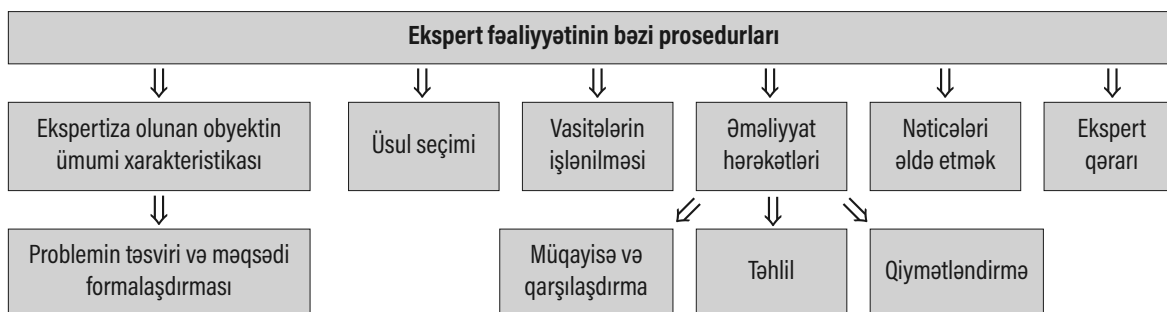 Ekspert fəaliyyətinin bəzi prosedurları
Ekspertiza olunan obyektin
ümumi xarakteristikası
Üsul seçimi
Vasitələrin
işlənilməsi
Əməliyyat
hərəkətləri
Nəticələri
əldə etmək
Ekspert
qərarı
Problemin təsviri və məqsədi
formalaşdırması
Müqayisə və
qarşılaşdırma
Təhlil
Qiymətləndirmə